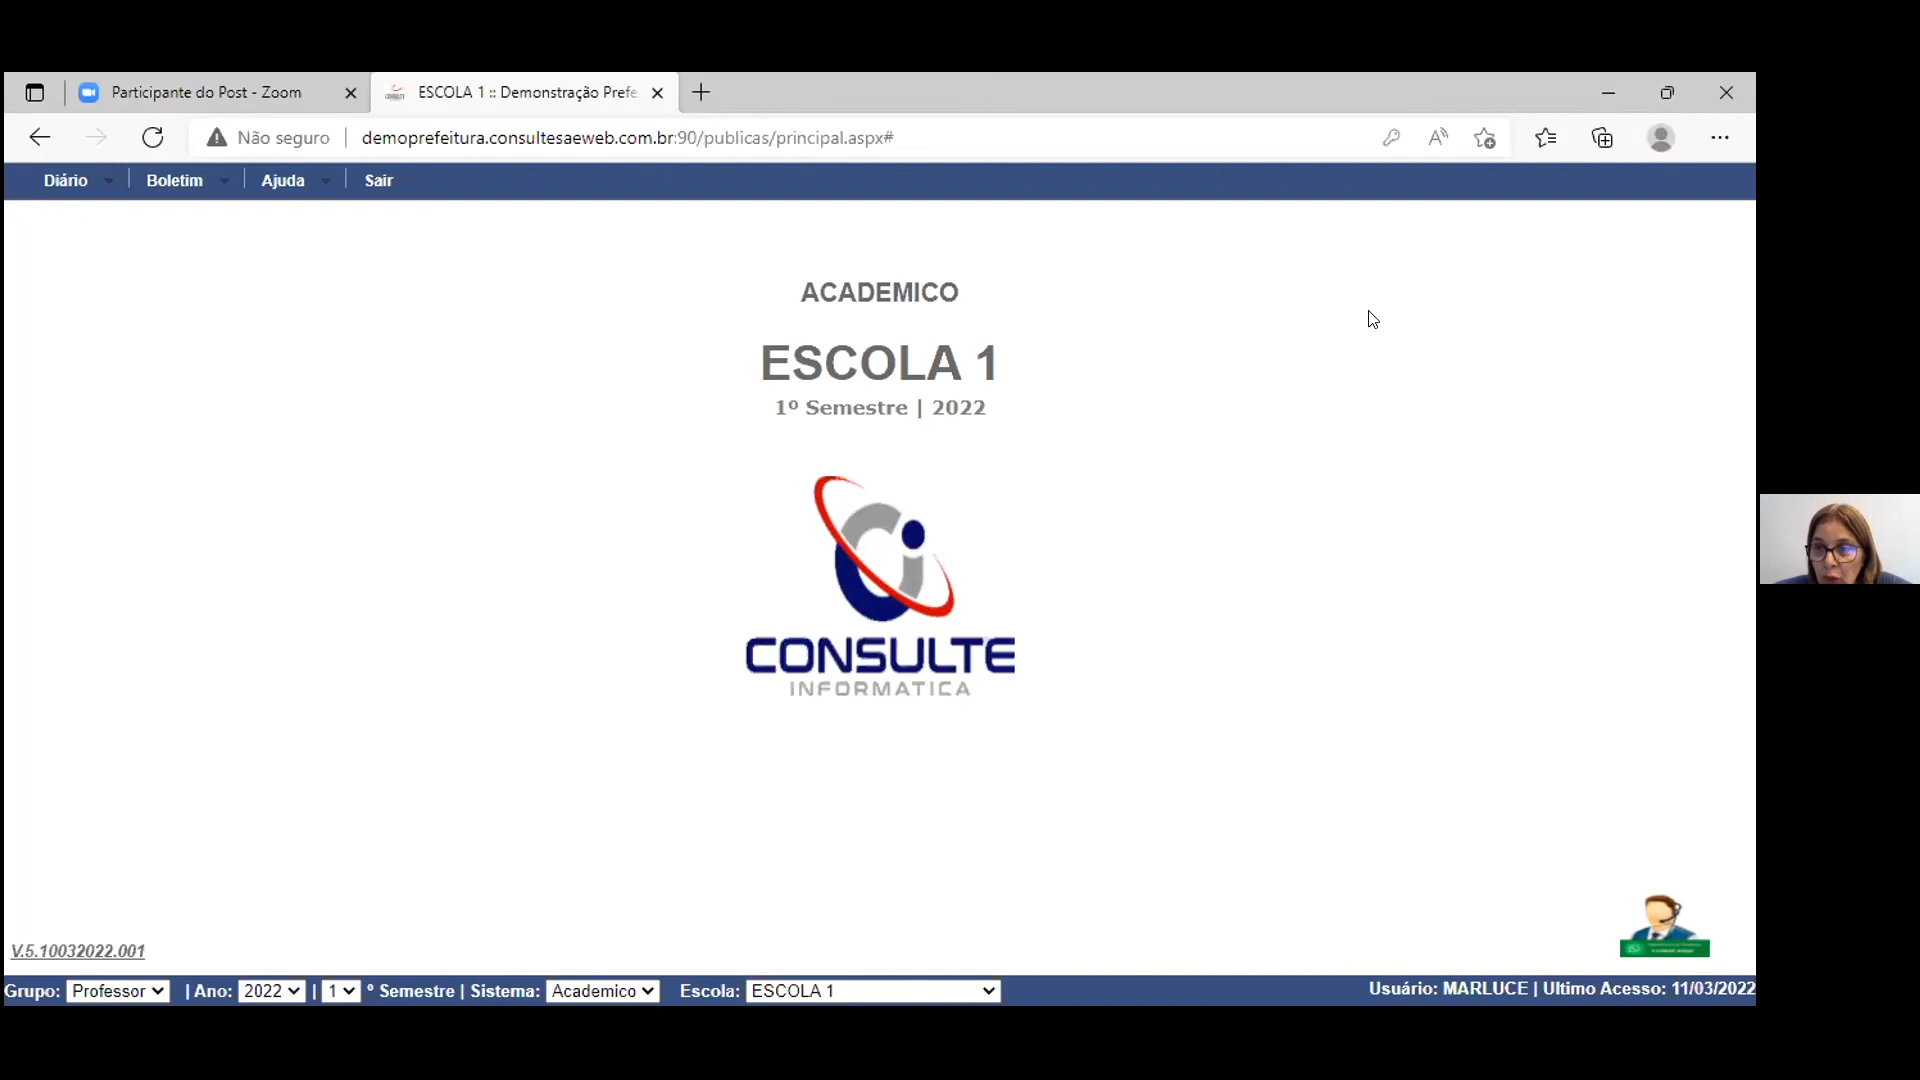 Participante do Post - Zoom
ESCOLA 1 :: Demonstração Prefe
Não seguro
demoprefeitura.consultesaeweb.com.br:90/publicas/principal.aspx#
Diário
Boletim
Ajuda
Sair
ACADEMICO
ESCOLA 1
1º Semestre | 2022
CONSULTE
INFORMATICA
V.5.10032022.001
Grupo: Professor | Ano: 2022 | 1 º Semestre | Sistema: Academico Escola: ESCOLA 1
Usuário: MARLUCE | Ultimo Acesso: 11/03/2022